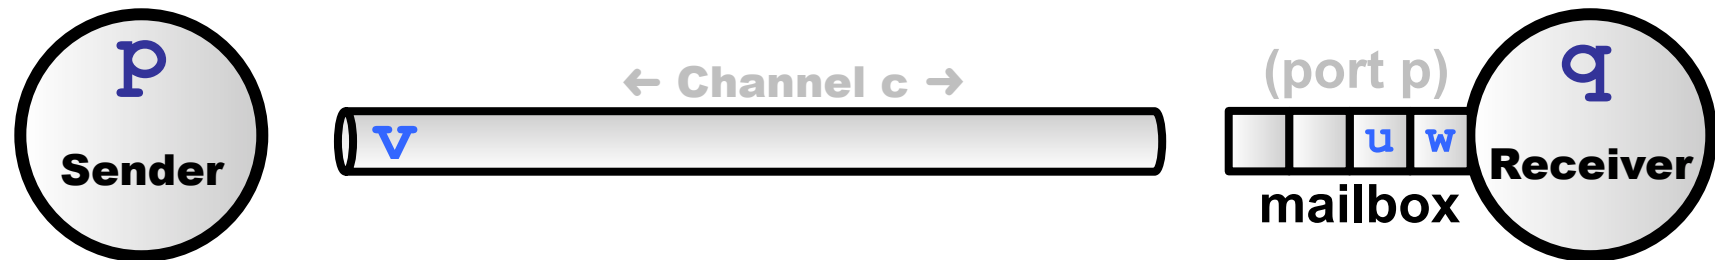 p
Sender
← Channel c →
v
(port p)
u w
mailbox
q
Receiver